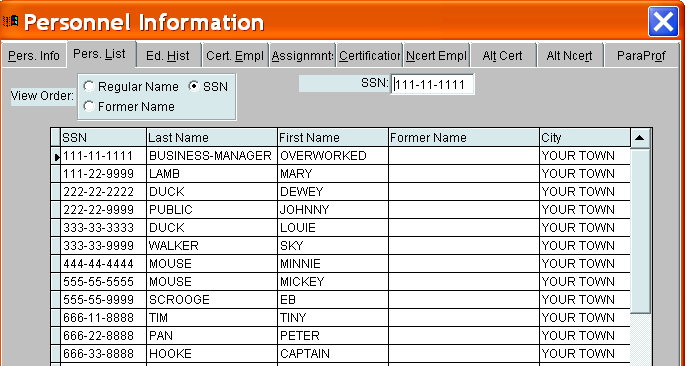 Personnel Information
Pers. Info Pers. List Ed. Hist Cert. Empl Assignmnts Certification Ncert Empl Alt Cert Alt Ncert ParaProf
View Order: Regular Name SSN
Former Name
SSN: 111-11-1111
SSN Last Name First Name Former Name City
111-11-1111 BUSINESS-MANAGER OVERWORKED YOUR TOWN
111-22-9999 LAMB MARY YOUR TOWN
222-22-2222 DUCK DEWEY YOUR TOWN
222-22-9999 PUBLIC JOHNNY YOUR TOWN
333-33-3333 DUCK LOUIE YOUR TOWN
333-33-9999 WALKER SKY YOUR TOWN
444-44-4444 MOUSE MINNIE YOUR TOWN
555-55-5555 MOUSE MICKEY YOUR TOWN
555-55-9999 SCROOGE EB YOUR TOWN
666-11-8888 TIM TINY YOUR TOWN
666-22-8888 PAN PETER YOUR TOWN
666-33-8888 HOOKE CAPTAIN YOUR TOWN